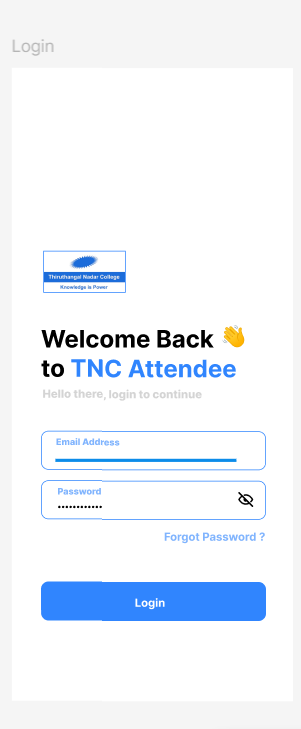 Login
Thiruthangal Nadar College
Knowledge is Power
Welcome Back 👋
to TNC Attendee
Hello there, login to continue
Email Address
Password
••••••••••••
Forgot Password ?
Login